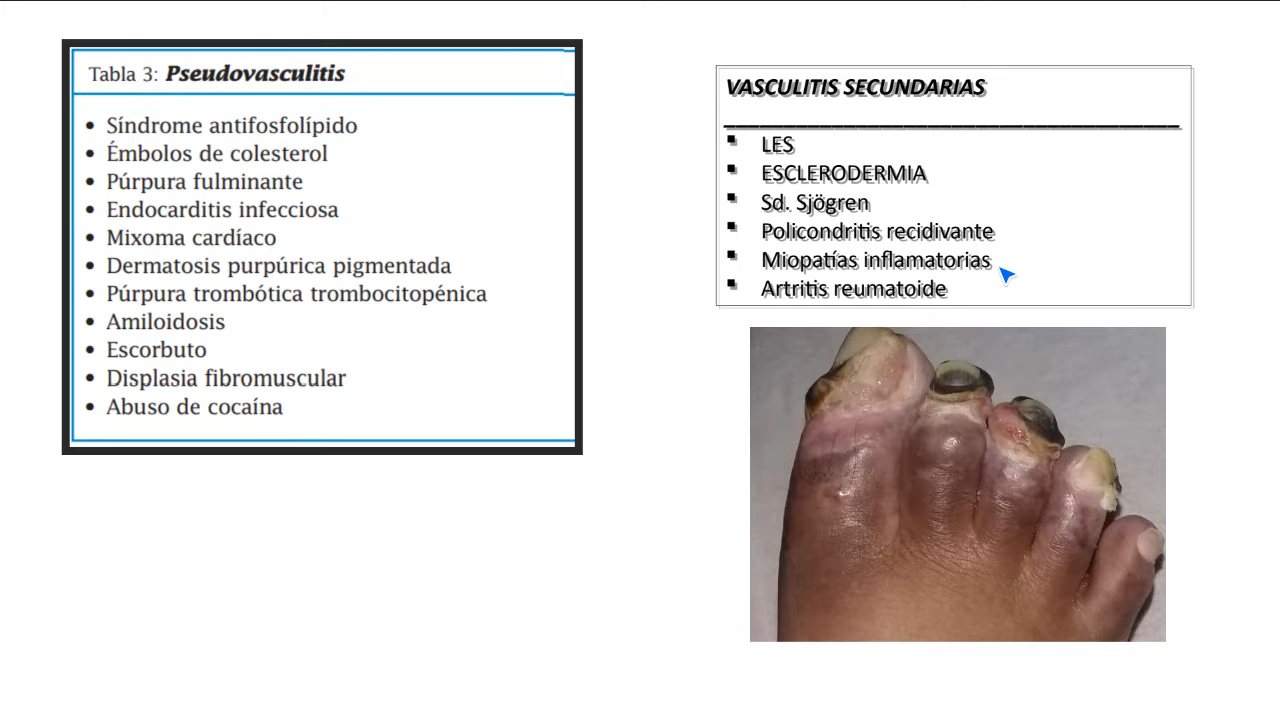 Tabla 3: Pseudovasculitis
• Síndrome antifosfolípido
• Émbolos de colesterol
• Púrpura fulminante
• Endocarditis infecciosa
• Mixoma cardíaco
• Dermatosis purpúrica pigmentada
• Púrpura trombótica trombocitopénica
• Amiloidosis
• Escorbuto
• Displasia fibromuscular
• Abuso de cocaína
VASCULITIS SECUNDARIAS
▪ LES
▪ ESCLERODERMIA
▪ Sd. Sjögren
▪ Policondritis recidivante
▪ Miopatías inflamatorias
▪ Artritis reumatoide